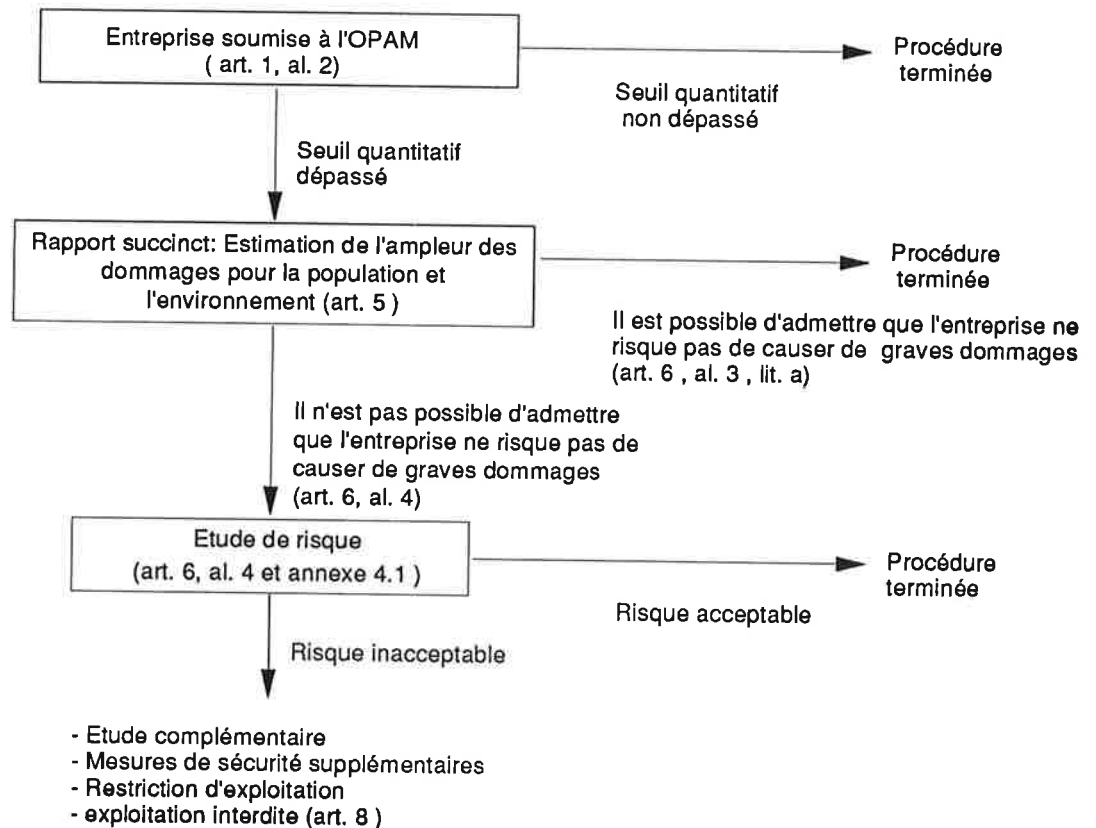 Entreprise soumise à l'OPAM
( art. 1, al. 2)
Procédure
terminée
Seuil quantitatif
non dépassé
Seuil quantitatif
dépassé
Rapport succinct: Estimation de l'ampleur des
dommages pour la population et
l'environnement (art. 5 )
Procédure
terminée
Il est possible d'admettre que l'entreprise ne
risque pas de causer de graves dommages
(art. 6 , al. 3 , lit. a)
Il n'est pas possible d'admettre
que l'entreprise ne risque pas de
causer de graves dommages
(art. 6, al. 4)
Etude de risque
(art. 6, al. 4 et annexe 4.1 )
Procédure
terminée
Risque acceptable
Risque inacceptable
- Etude complémentaire
- Mesures de sécurité supplémentaires
- Restriction d'exploitation
- exploitation interdite (art. 8 )